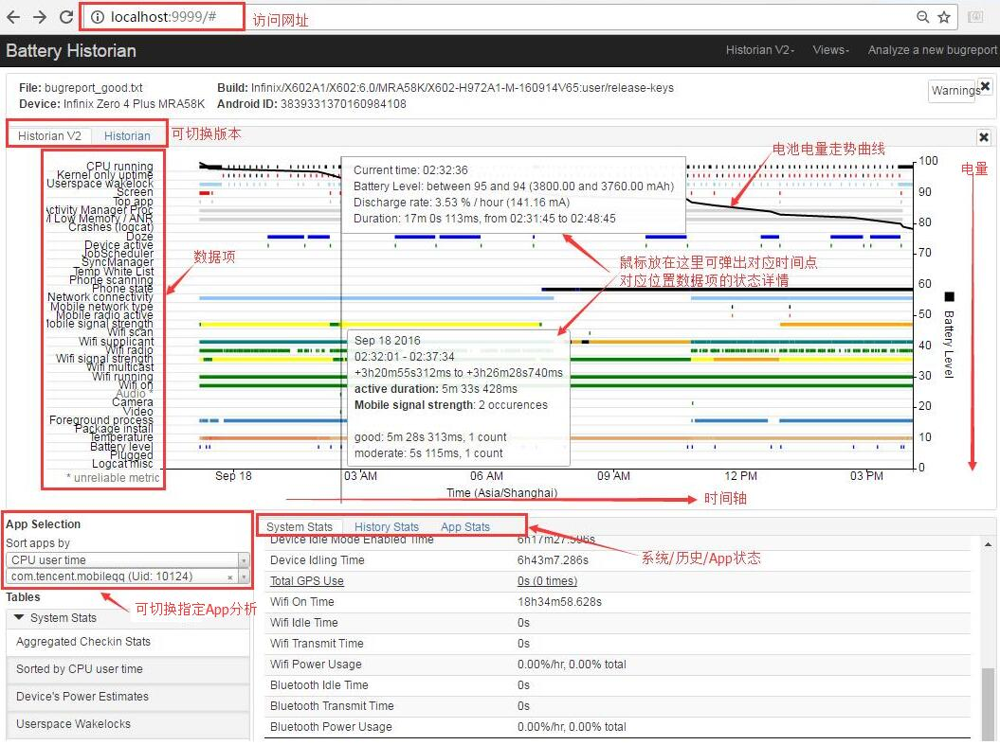 localhost:9999/#
访问网址
Battery Historian
Historian V2
Views
Analyze a new bugreport
File: bugreport_good.txt
Build: Infinix/X602A1/X602:6.0/MRA58K/X602-H972A1-M-160914V65:user/release-keys
Device: Infinix Zero 4 Plus MRA58K
Android ID: 3839331370160984108
Warnings
Historian V2
Historian
可切换版本
CPU running
Kernel only uptime
Userspace wakelock
Screen
Top app
Activity Manager Proc
/l Low Memory / ANR
Crashes (logcat)
Doze
Device active
JobScheduler
SyncManager
Temp White List
Phone scanning
Phone state
Network connectivity
Mobile network type
Mobile radio active
lobile signal strength
Wifi scan
Wifi supplicant
Wifi radio
Wifi signal strength
Wifi multicast
Wifi running
Wifi on
Audio *
Camera
Video
Foreground process
Package install
Temperature
Battery level
Plugged
Logcat misc
* unreliable metric
数据项
Current time: 02:32:36
Battery Level: between 95 and 94 (3800.00 and 3760.00 mAh)
Discharge rate: 3.53 % / hour (141.16 mA)
Duration: 17m 0s 113ms, from 02:31:45 to 02:48:45
电池电量走势曲线
电量
鼠标放在这里可弹出对应时间点
对应位置数据项的状态详情
Sep 18 2016
02:32:01 - 02:37:34
+3h20m55s312ms to +3h26m28s740ms
active duration: 5m 33s 428ms
Mobile signal strength: 2 occurences
good: 5m 28s 313ms, 1 count
moderate: 5s 115ms, 1 count
100
90
80
70
60
50
40
30
20
10
0
Battery Level
Sep 18
03 AM
06 AM
09 AM
12 PM
03 PM
Time (Asia/Shanghai)
时间轴
App Selection
Sort apps by
CPU user time
com.tencent.mobileqq (Uid: 10124)
可切换指定App分析
Tables
System Stats
Aggregated Checkin Stats
Sorted by CPU user time
Device's Power Estimates
Userspace Wakelocks
System Stats
History Stats
App Stats
系统/历史/App状态
Device Idle Mode Enabled Time
6h17m27.596s
Device Idling Time
6h43m7.286s
Total GPS Use
0s (0 times)
Wifi On Time
18h34m58.628s
Wifi Idle Time
0s
Wifi Transmit Time
0s
Wifi Power Usage
0.00%/hr, 0.00% total
Bluetooth Idle Time
0s
Bluetooth Transmit Time
0s
Bluetooth Power Usage
0.00%/hr, 0.00% total